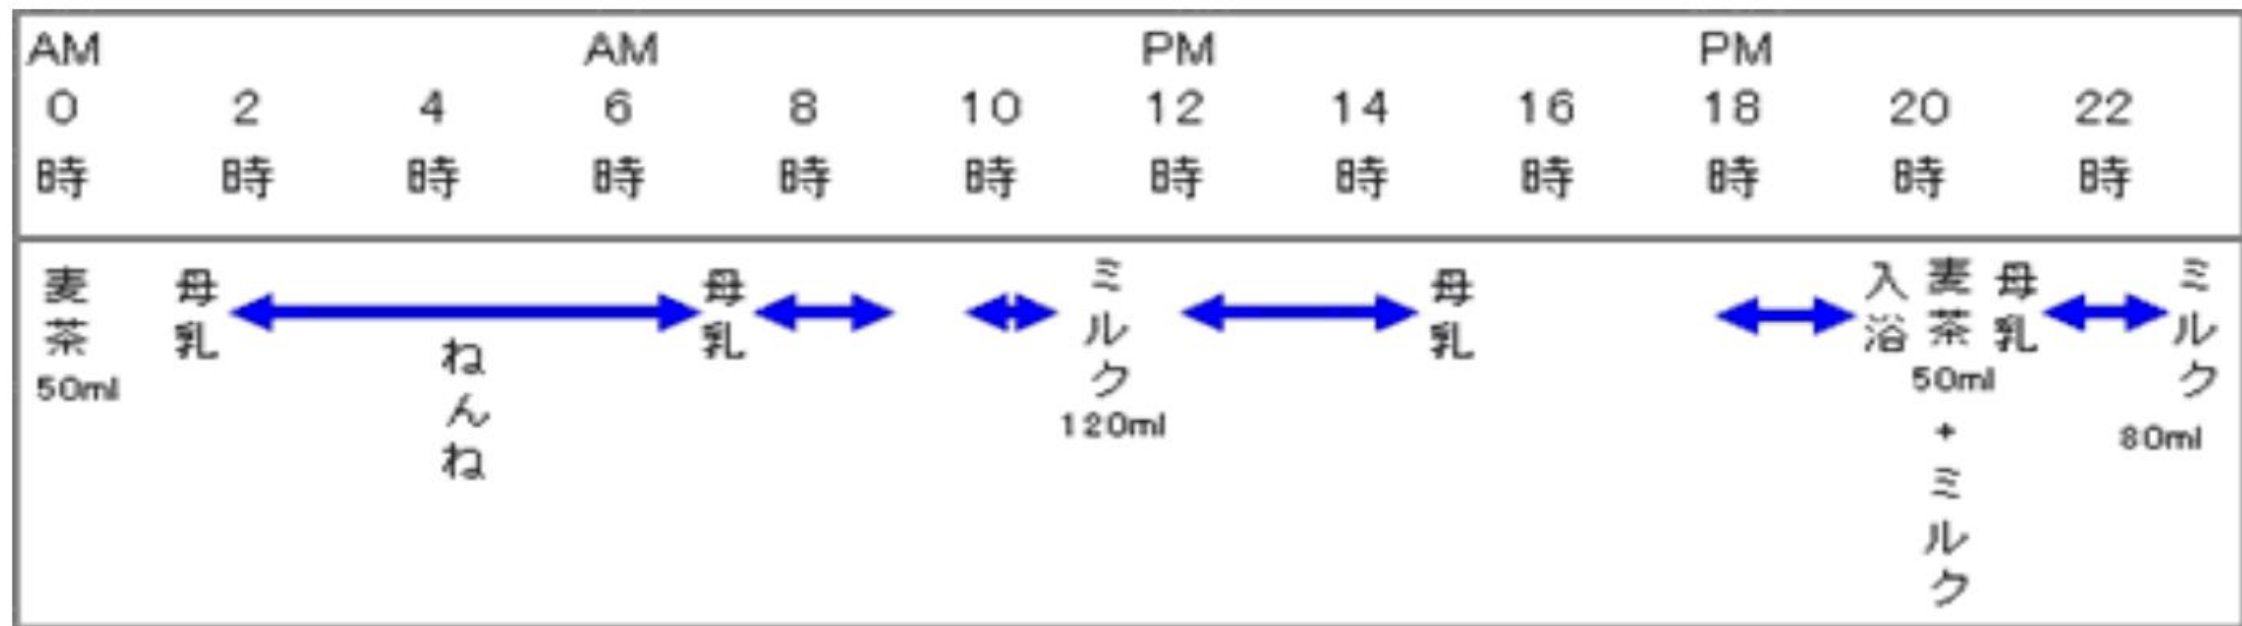 AM AM PM PM
0 2 4 6 8 10 12 14 16 18 20 22
時 時 時 時 時 時 時 時 時 時 時 時
麦茶
50ml
母乳
ねんね
母乳
ミルク
120ml
母乳
入浴
麦茶
50ml
+
ミルク
母乳
ミルク
80ml